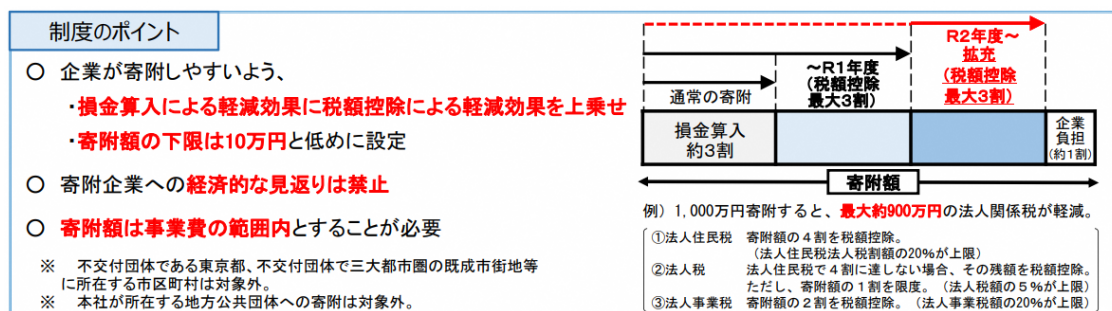 制度のポイント
○ 企業が寄附しやすいよう、
・損金算入による軽減効果に税額控除による軽減効果を上乗せ
・寄附額の下限は10万円と低めに設定
○ 寄附企業への経済的な見返りは禁止
○ 寄附額は事業費の範囲内とすることが必要
※ 不交付団体である東京都、不交付団体で三大都市圏の既成市街地等
に所在する市区町村は対象外。
※ 本社が所在する地方公共団体への寄附は対象外。
通常の寄附
～R1年度
(税額控除
最大3割)
R2年度～
拡充
(税額控除
最大3割)
損金算入
約3割
企業
負担
(約1割)
寄附額
例) 1,000万円寄附すると、最大約900万円の法人関係税が軽減。
①法人住民税 寄附額の4割を税額控除。
(法人住民税法人税割額の20%が上限)
②法人税 法人住民税で4割に達しない場合、その残額を税額控除。
ただし、寄附額の1割を限度。(法人税額の5%が上限)
③法人事業税 寄附額の2割を税額控除。(法人事業税額の20%が上限)